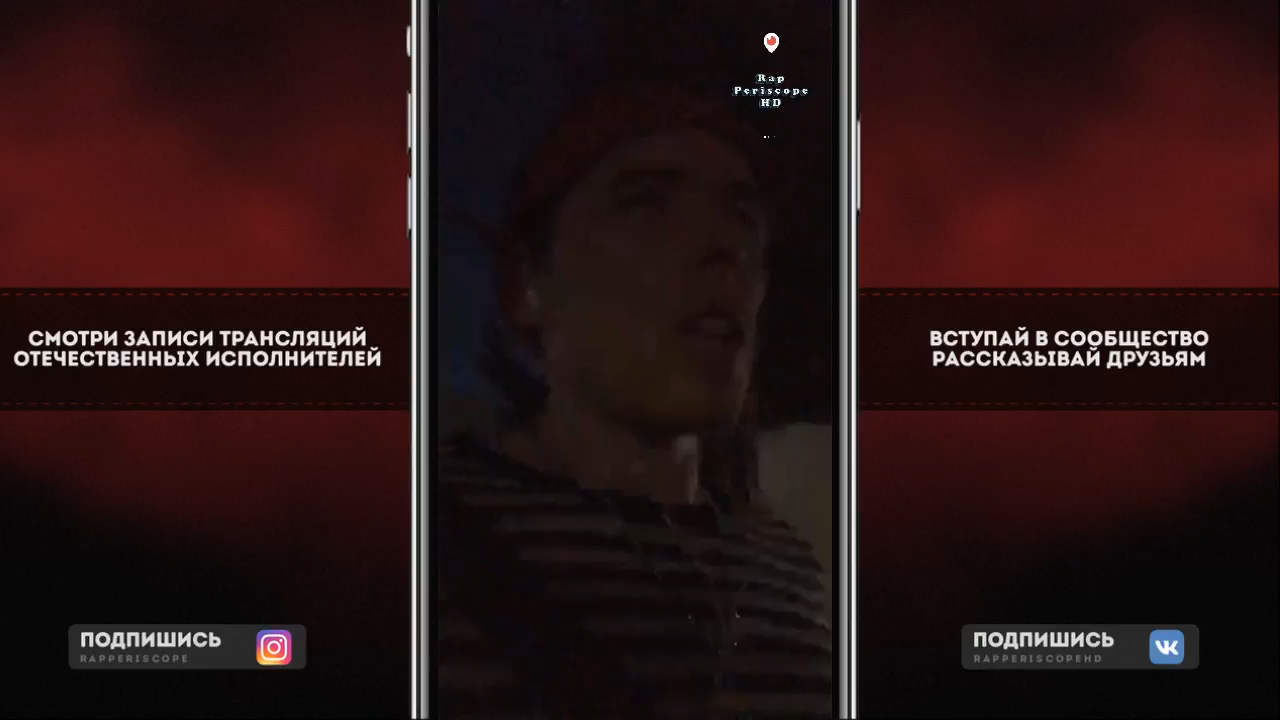 Rap
Periscope
HD
СМОТРИ ЗАПИСИ ТРАНСЛЯЦИЙ
ОТЕЧЕСТВЕННЫХ ИСПОЛНИТЕЛЕЙ
ВСТУПАЙ В СООБЩЕСТВО
РАССКАЗЫВАЙ ДРУЗЬЯМ
ПОДПИШИСЬ
RAPPERISCOPE
ПОДПИШИСЬ
RAPPERISCOPEHD